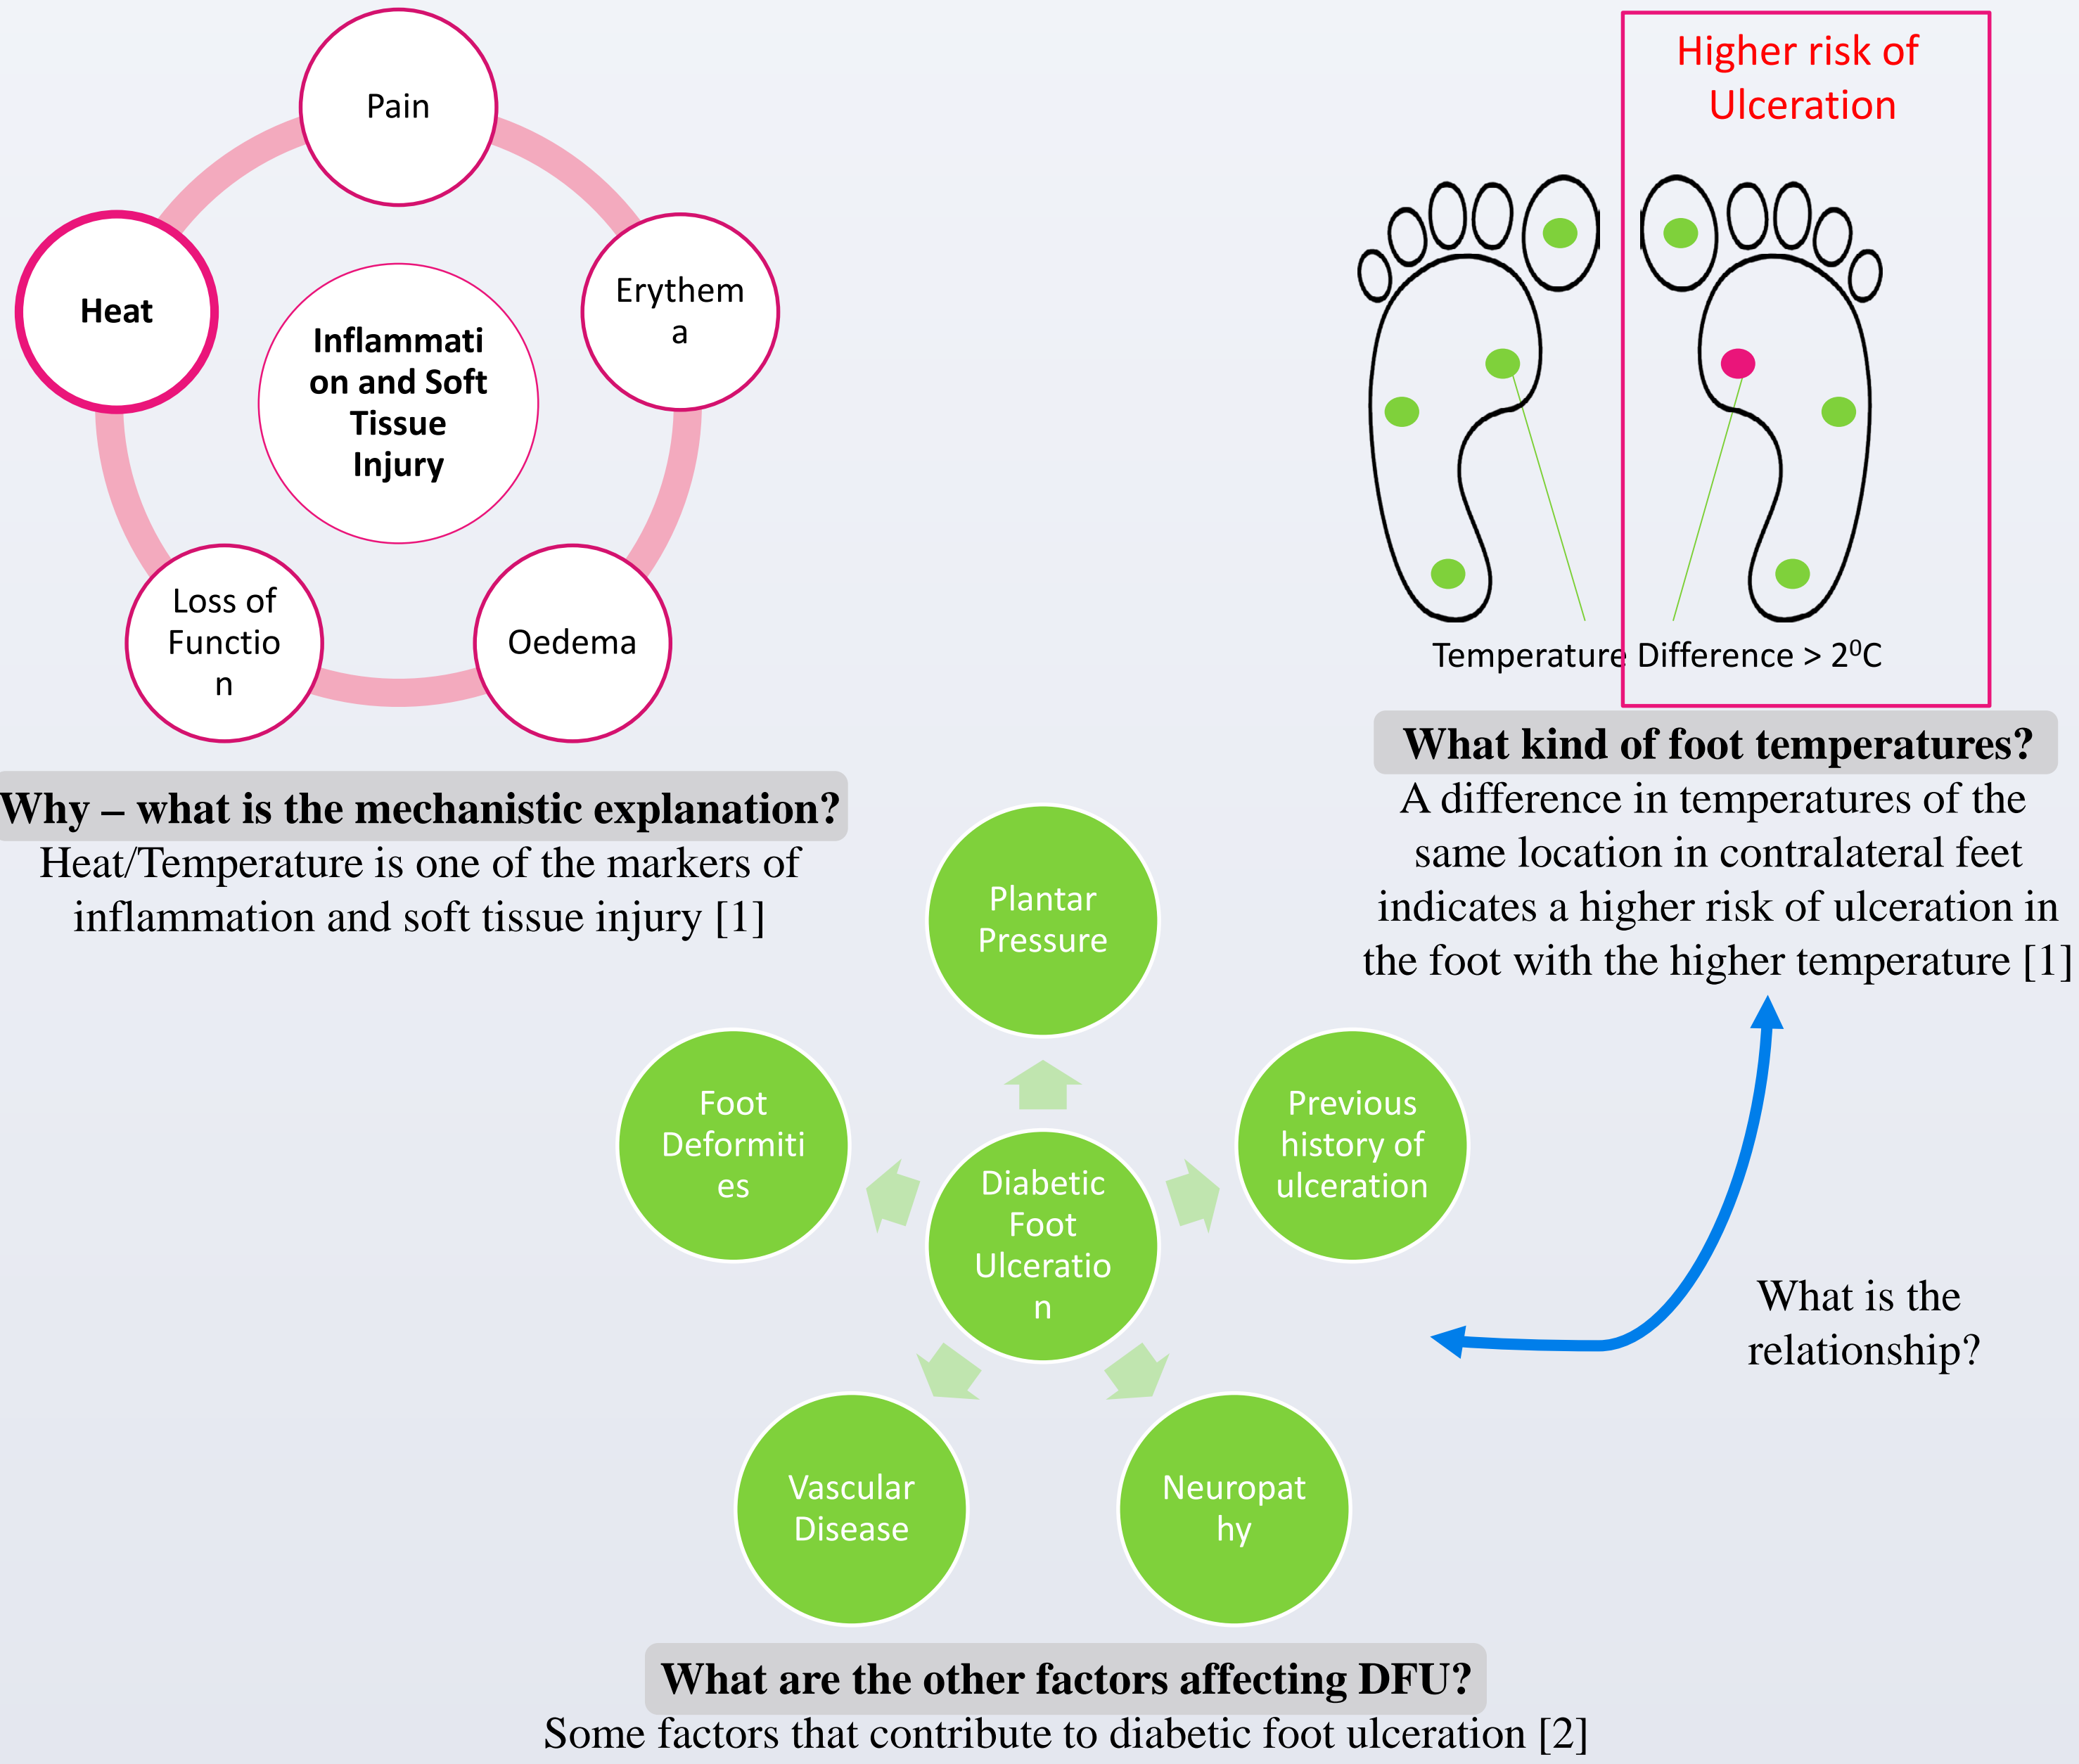 Pain
Erythem
a
Oedema
Loss of
Functio
n
Heat
Inflammati
on and Soft
Tissue
Injury
Why – what is the mechanistic explanation?
Heat/Temperature is one of the markers of
inflammation and soft tissue injury [1]
Higher risk of
Ulceration
Temperature Difference > 2⁰C
What kind of foot temperatures?
A difference in temperatures of the
same location in contralateral feet
indicates a higher risk of ulceration in
the foot with the higher temperature [1]
Plantar
Pressure
Previous
history of
ulceration
Neuropat
hy
Vascular
Disease
Foot
Deformiti
es
Diabetic
Foot
Ulceratio
n
What is the
relationship?
What are the other factors affecting DFU?
Some factors that contribute to diabetic foot ulceration [2]